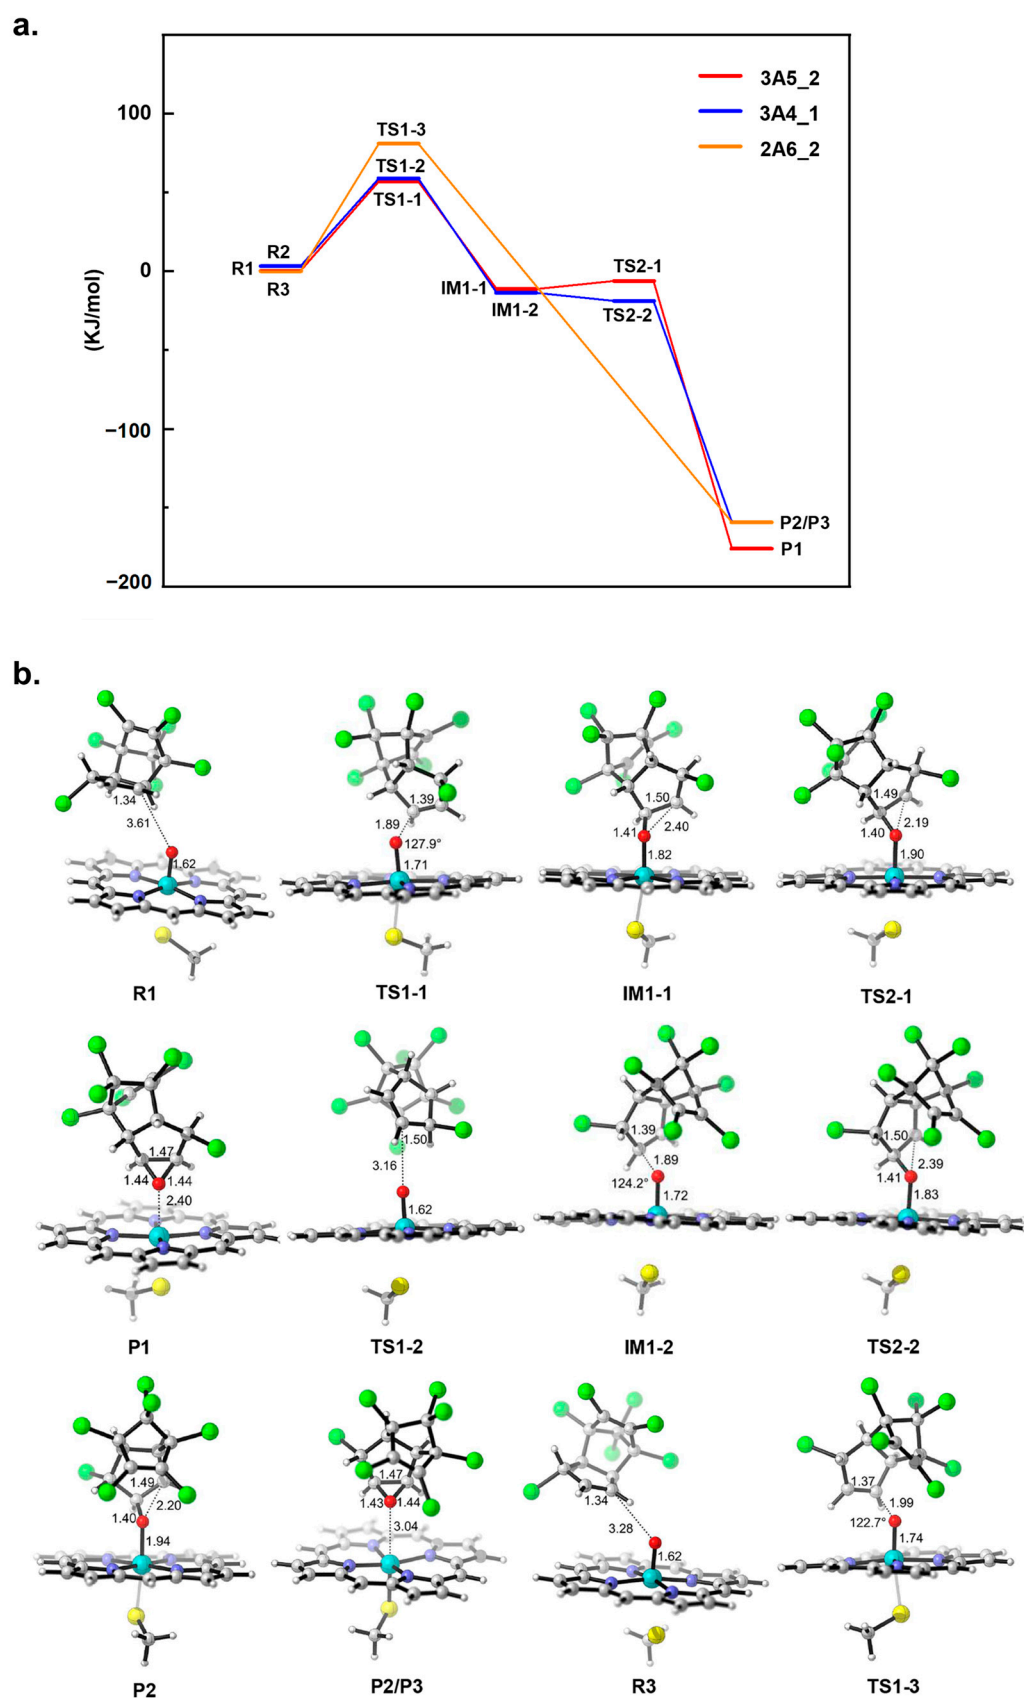 a.
100
0
−100
−200
(KJ/mol)
3A5_2
3A4_1
2A6_2
TS1-3
TS1-2
TS1-1
R2
R1
R3
IM1-1
IM1-2
TS2-1
TS2-2
P2/P3
P1
b.
1.34
3.61
1.62
R1
1.39
1.89
127.9°
1.71
TS1-1
1.50
1.41
2.40
1.82
IM1-1
1.49
2.19
1.40
1.90
TS2-1
1.47
1.44
1.44
2.40
P1
1.50
3.16
1.62
TS1-2
1.39
1.89
124.2°
1.72
IM1-2
1.50
2.39
1.41
1.83
TS2-2
1.49
2.20
1.40
1.94
P2
1.47
1.43
1.44
3.04
P2/P3
1.34
3.28
1.62
R3
1.37
1.99
122.7°
1.74
TS1-3